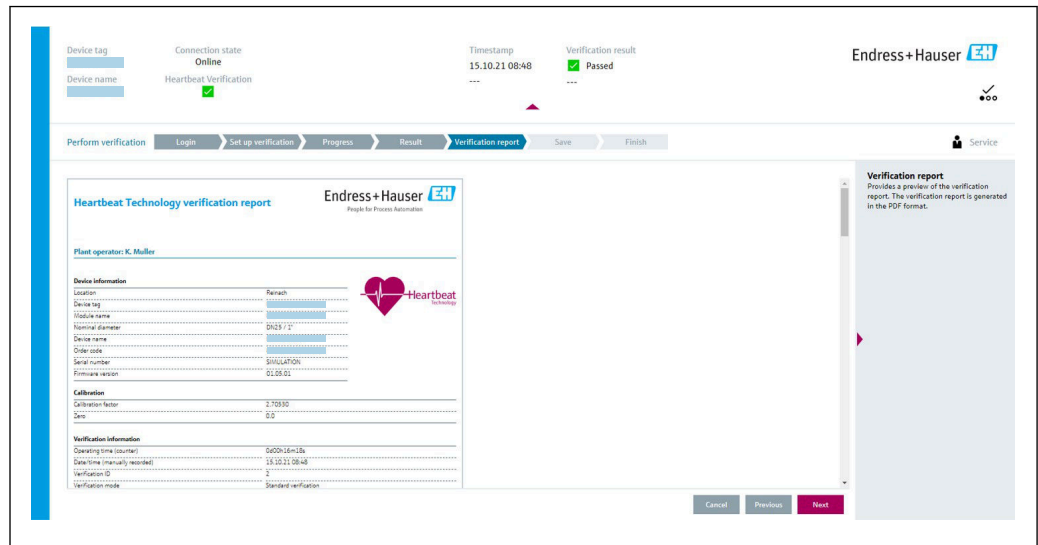 Device tag Connection state Timestamp Verification result
Online 15.10.21 08:48 Passed
Endress+Hauser EH
Device name Heartbeat Verification --- ---
Perform verification Login Set up verification Progress Result Verification report Save Finish Service
Heartbeat Technology verification report
Endress+Hauser EH
People for Process Automation
Plant operator: K. Muller
Device information
Location Reinach
Device tag
Module name
Nominal diameter DN25 / 1"
Device name
Order code
Serial number SIMULATION
Firmware version 01.05.01
Heartbeat
Technology
Calibration
Calibration factor 2.70530
Zero 0.0
Verification information
Operating time (counter) 0d00h16m18s
Date/time (manually recorded) 15.10.21 08:48
Verification ID 2
Verification mode Standard verification
Verification report
Provides a preview of the verification
report. The verification report is generated
in the PDF format.
Cancel Previous Next